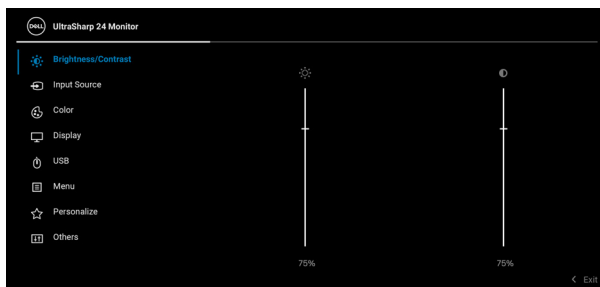 DELL UltraSharp 24 Monitor
Brightness/Contrast
Input Source
Color
Display
USB
Menu
Personalize
Others
75% 75%
< Exit